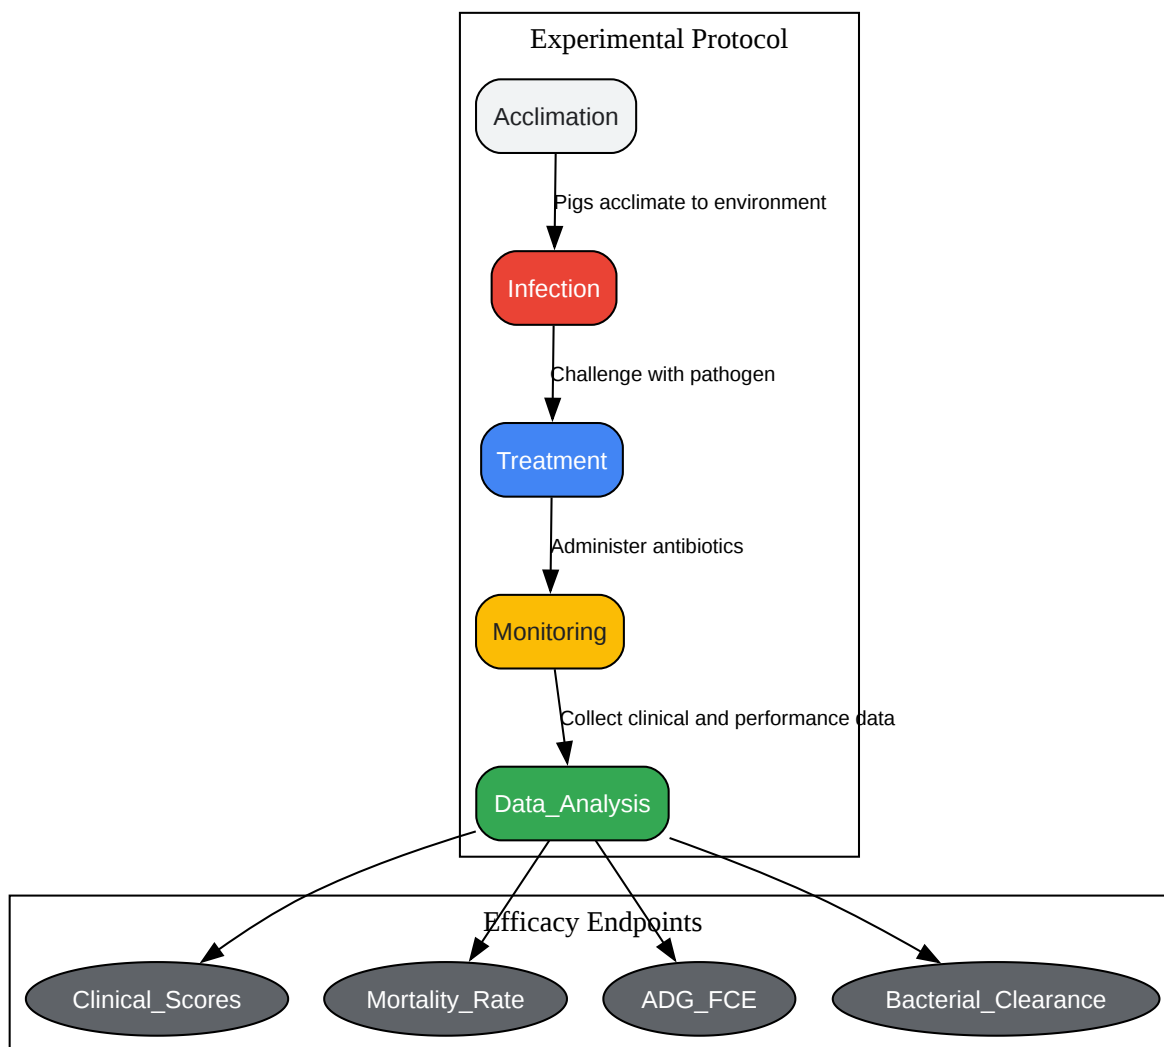 Experimental Protocol
Acclimation
Pigs acclimate to environment
Infection
Challenge with pathogen
Treatment
Administer antibiotics
Monitoring
Collect clinical and performance data
Data_Analysis
Efficacy Endpoints
Clinical_Scores
Mortality_Rate
ADG_FCE
Bacterial_Clearance